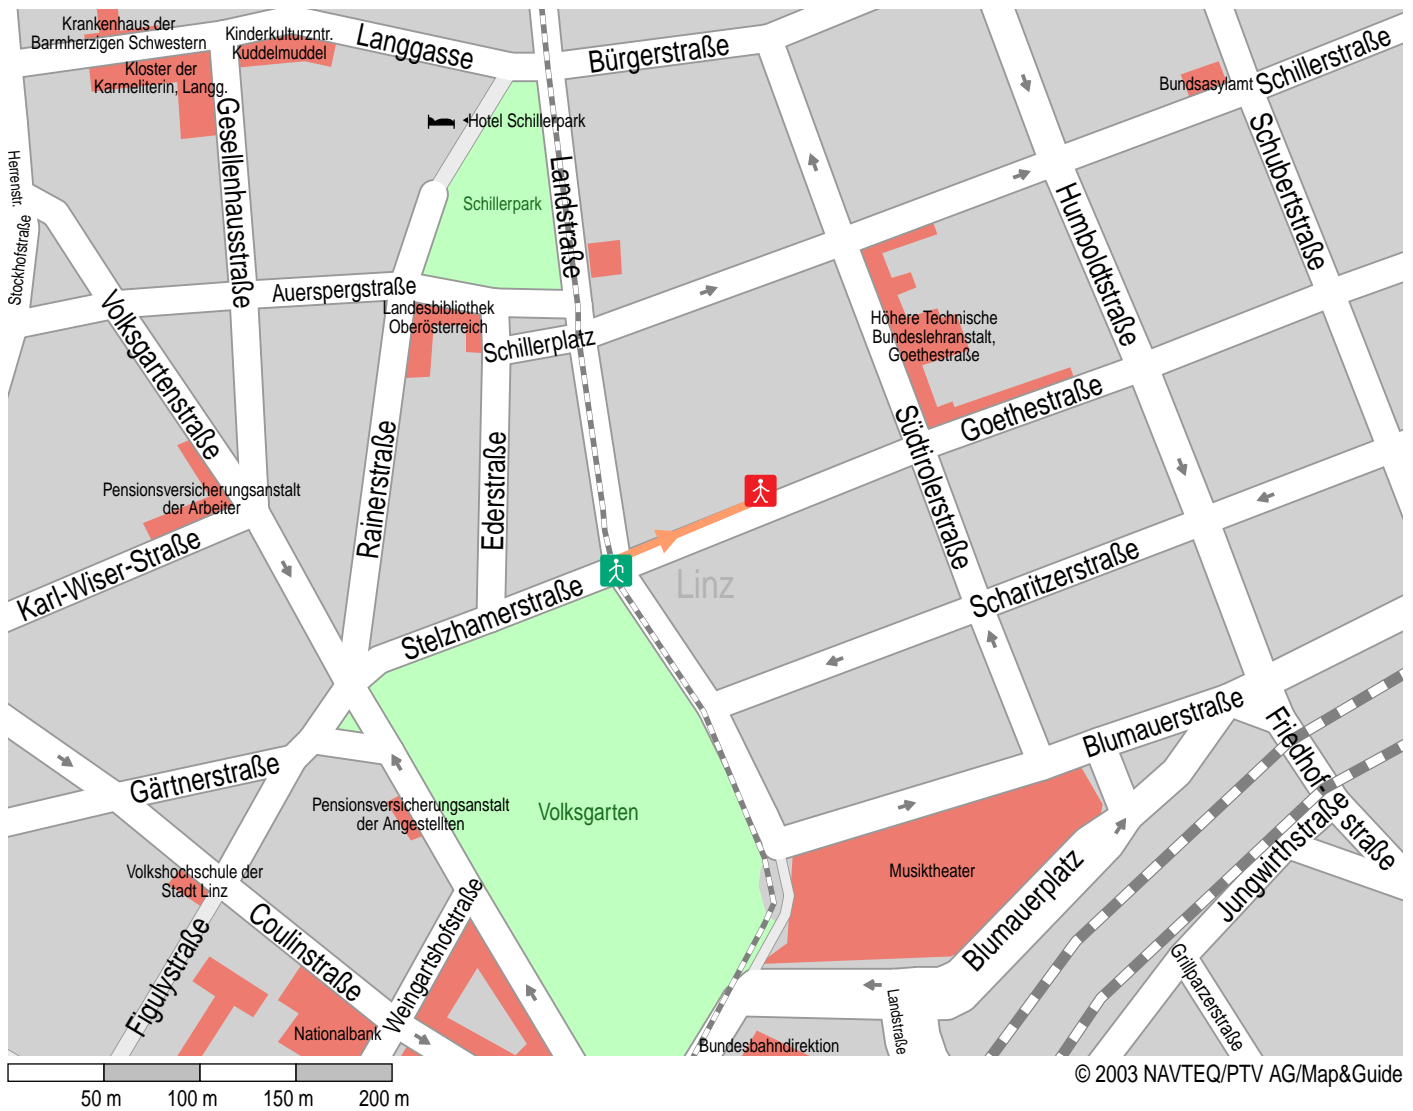 Krankenhaus der
Barmherzigen Schwestern
Kinderkulturzntr.
Kuddelmuddel
Langgasse
Bürgerstraße
Schillerstraße
Kloster der
Karmeliterin, Langg.
Bundsasylamt
Gesellenhausstraße
Hotel Schillerpark
Landstraße
Schubertstraße
Herrenstr.
Stockhofstraße
Schillerpark
Humboldtstraße
Auerspergstraße
Volksgartenstraße
Landesbibliothek
Oberösterreich
Schillerplatz
Höhere Technische
Bundeslehranstalt,
Goethestraße
Goethestraße
Südtirolerstraße
Rainerstraße
Ederstraße
Pensionsversicherungsanstalt
der Arbeiter
Karl-Wiser-Straße
Stelzhamerstraße
Linz
Scharitzerstraße
Blumauerstraße
Friedhof-
straße
Gärtnerstraße
Pensionsversicherungsanstalt
der Angestellten
Volksgarten
Jungwirthstraße
Musiktheater
Volkshochschule der
Stadt Linz
Coulinstraße
Weingartshofstraße
Blumauerplatz
Figulystraße
Grillparzerstraße
Landstraße
Nationalbank
Bundesbahndirektion
© 2003 NAVTEQ/PTV AG/Map&Guide
50 m 100 m 150 m 200 m